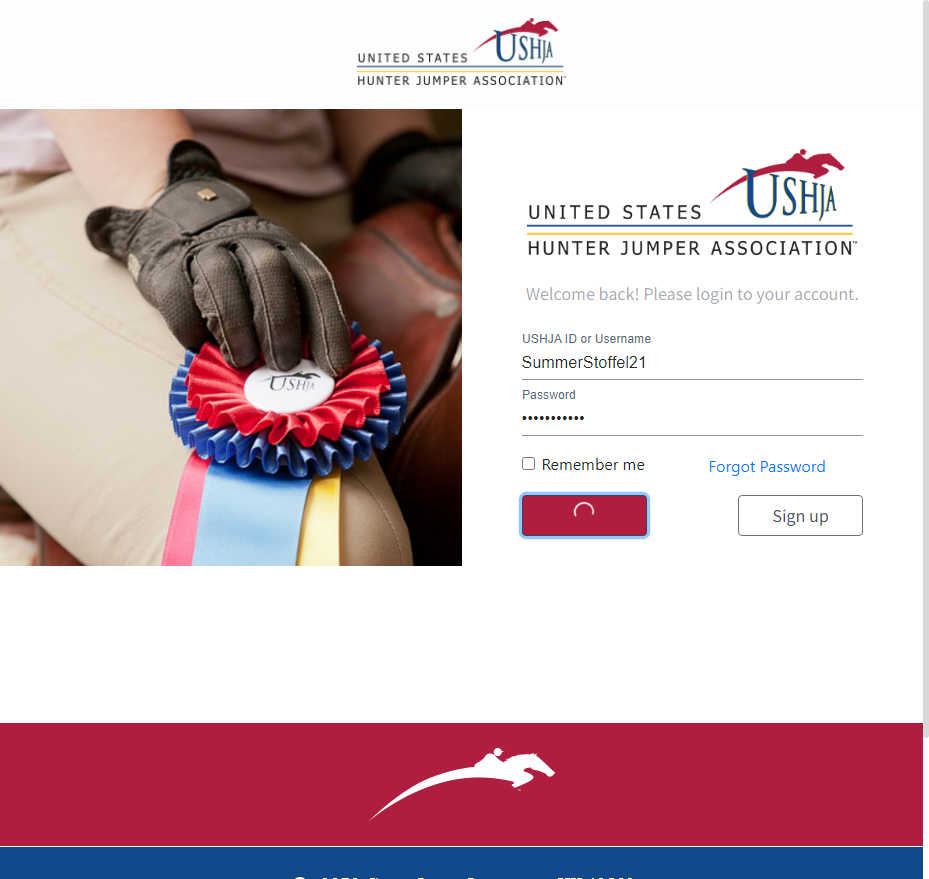 UNITED STATES USHJA
HUNTER JUMPER ASSOCIATION™
USHJA
UNITED STATES USHJA
HUNTER JUMPER ASSOCIATION™
Welcome back! Please login to your account.
USHJA ID or Username
SummerStoffel21
Password
•••••••••••
Remember me
Forgot Password
Sign up